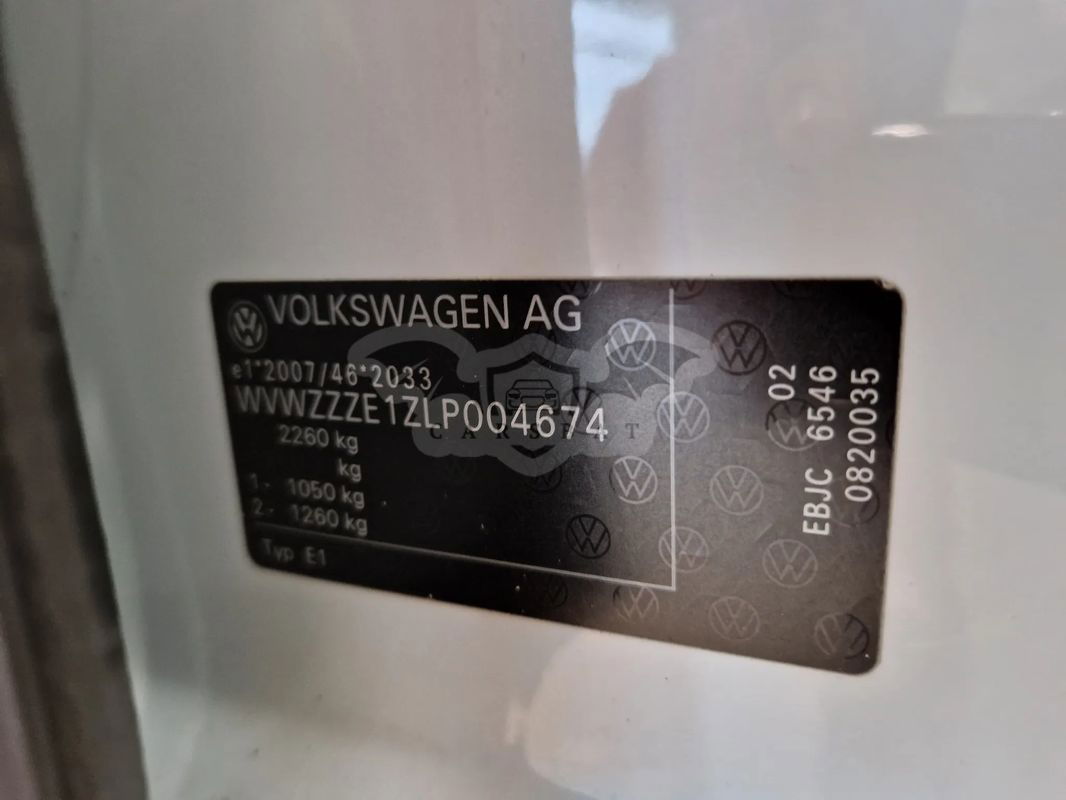 VOLKSWAGEN AG
e1*2007/46*2033
WVWZZZE1ZLP004674
2260 kg
kg
1.- 1050 kg
2.- 1260 kg
Typ E1
02
EBJC 6546
0820035
CARSPOT